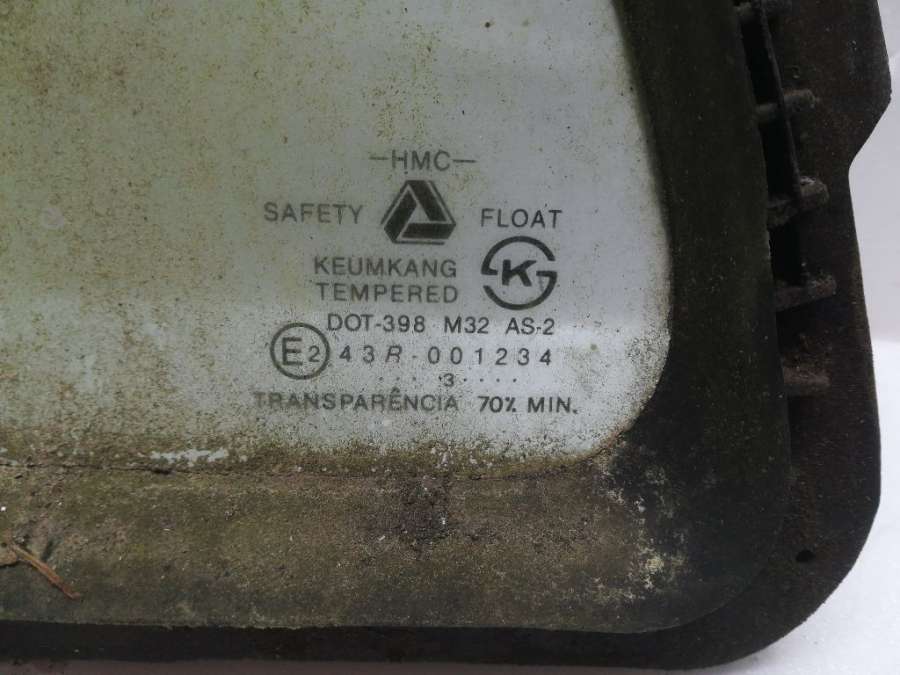 -HMC-
SAFETY FLOAT
KEUMKANG
TEMPERED
DOT-398 M32 AS-2
E2 43R-001234
. . . 3 . . . .
TRANSPARÊNCIA 70% MIN.